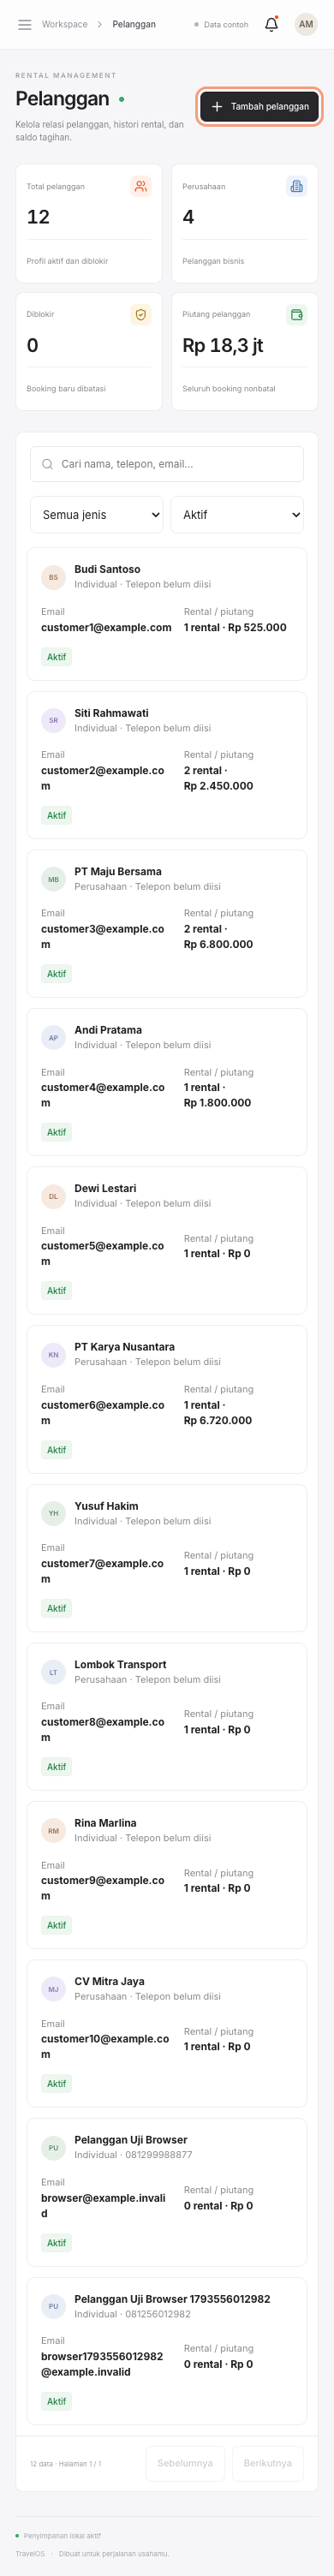 Workspace > Pelanggan
Data contoh
AM
RENTAL MANAGEMENT
Pelanggan
Kelola relasi pelanggan, histori rental, dan
saldo tagihan.
Tambah pelanggan
Total pelanggan
12
Profil aktif dan diblokir
Perusahaan
4
Pelanggan bisnis
Diblokir
0
Booking baru dibatasi
Piutang pelanggan
Rp 18,3 jt
Seluruh booking nonbatal
Cari nama, telepon, email...
Semua jenis
Aktif
BS
Budi Santoso
Individual · Telepon belum diisi
Email
customer1@example.com
Rental / piutang
1 rental · Rp 525.000
Aktif
SR
Siti Rahmawati
Individual · Telepon belum diisi
Email
customer2@example.co
m
Rental / piutang
2 rental ·
Rp 2.450.000
Aktif
MB
PT Maju Bersama
Perusahaan · Telepon belum diisi
Email
customer3@example.co
m
Rental / piutang
2 rental ·
Rp 6.800.000
Aktif
AP
Andi Pratama
Individual · Telepon belum diisi
Email
customer4@example.co
m
Rental / piutang
1 rental ·
Rp 1.800.000
Aktif
DL
Dewi Lestari
Individual · Telepon belum diisi
Email
customer5@example.co
m
Rental / piutang
1 rental · Rp 0
Aktif
KN
PT Karya Nusantara
Perusahaan · Telepon belum diisi
Email
customer6@example.co
m
Rental / piutang
1 rental ·
Rp 6.720.000
Aktif
YH
Yusuf Hakim
Individual · Telepon belum diisi
Email
customer7@example.co
m
Rental / piutang
1 rental · Rp 0
Aktif
LT
Lombok Transport
Perusahaan · Telepon belum diisi
Email
customer8@example.co
m
Rental / piutang
1 rental · Rp 0
Aktif
RM
Rina Marlina
Individual · Telepon belum diisi
Email
customer9@example.co
m
Rental / piutang
1 rental · Rp 0
Aktif
MJ
CV Mitra Jaya
Perusahaan · Telepon belum diisi
Email
customer10@example.co
m
Rental / piutang
1 rental · Rp 0
Aktif
PU
Pelanggan Uji Browser
Individual · 081299988877
Email
browser@example.invali
d
Rental / piutang
0 rental · Rp 0
Aktif
PU
Pelanggan Uji Browser 1793556012982
Individual · 081256012982
Email
browser1793556012982
@example.invalid
Rental / piutang
0 rental · Rp 0
Aktif
12 data · Halaman 1 / 1
Sebelumnya
Berikutnya
Penyimpanan lokal aktif
TravelOS · Dibuat untuk perjalanan usahamu.